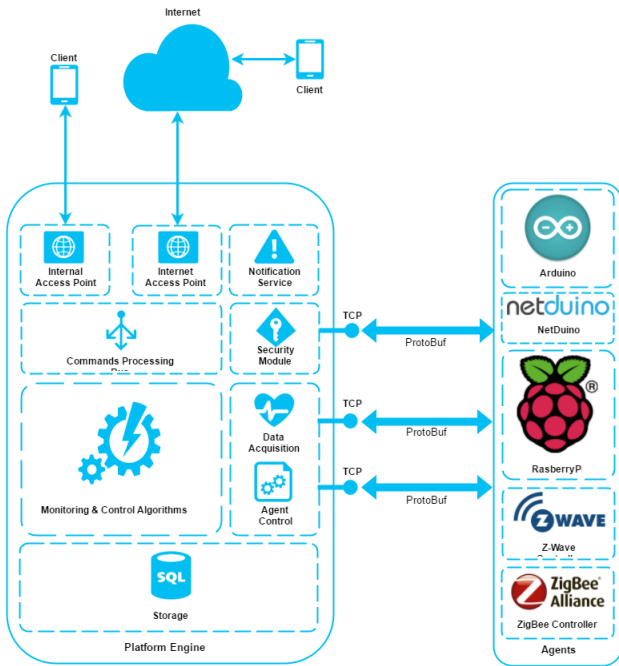 Internet
Client
Client
Internal
Access Point
Internet
Access Point
Notification
Service
Commands Processing
Security
Module
TCP
ProtoBuf
Monitoring & Control Algorithms
Data
Acquisition
TCP
ProtoBuf
Agent
Control
TCP
ProtoBuf
SQL
Storage
Platform Engine
Arduino
netduino
NetDuino
®
RasberryP
Z-WAVE
Z-Wave
ZigBee®
Alliance
ZigBee Controller
Agents